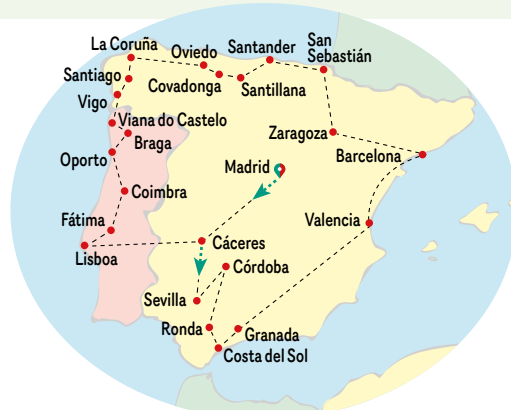 La Coruña
Oviedo
Santander
San
Sebastián
Santiago
Covadonga
Santillana
Vigo
Viana do Castelo
Braga
Zaragoza
Barcelona
Oporto
Madrid
Coimbra
Fátima
Valencia
Lisboa
Cáceres
Córdoba
Sevilla
Ronda
Granada
Costa del Sol